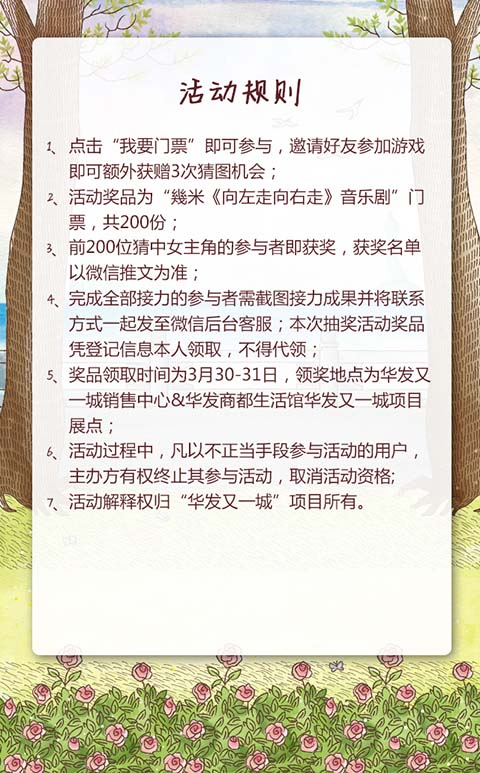 活动规则
1、点击“我要门票”即可参与，邀请好友参加游戏
即可额外获赠3次猜图机会；
2、活动奖品为“幾米《向左走向右走》音乐剧”门
票，共200份；
3、前200位猜中女主角的参与者即获奖，获奖名单
以微信推文为准；
4、完成全部接力的参与者需截图接力成果并将联系
方式一起发至微信后台客服；本次抽奖活动奖品
凭登记信息本人领取，不得代领；
5、奖品领取时间为3月30-31日，领奖地点为华发又
一城销售中心&华发商都生活馆华发又一城项目
展点；
6、活动过程中，凡以不正当手段参与活动的用户，
主办方有权终止其参与活动，取消活动资格;
7、活动解释权归“华发又一城”项目所有。